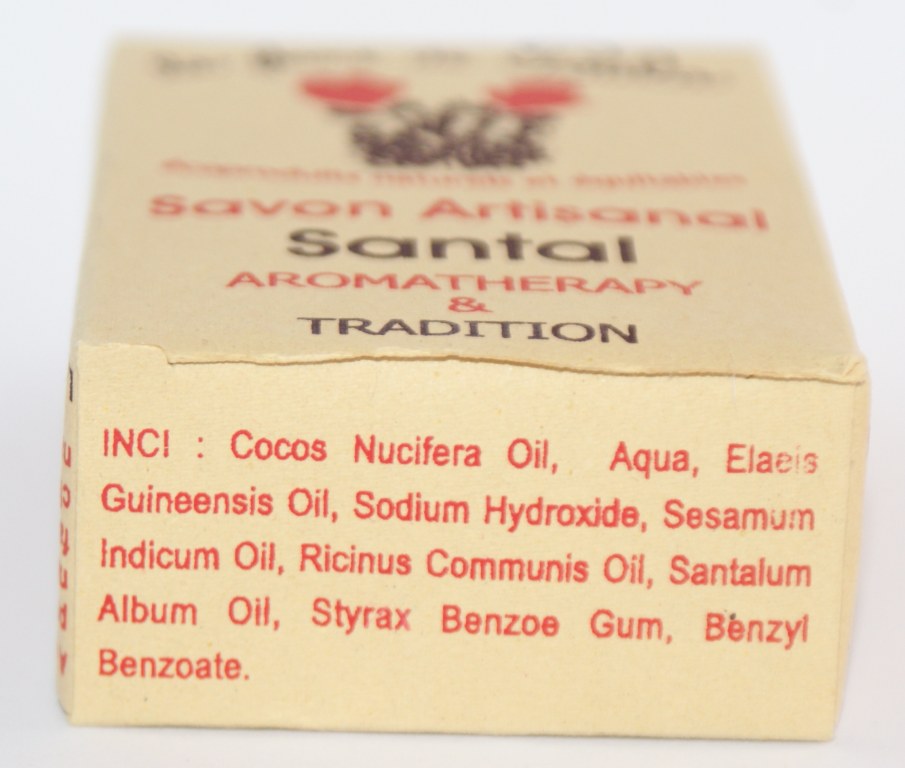 Savon Artisanal
Santal
AROMATHERAPY
&
TRADITION
INCI : Cocos Nucifera Oil, Aqua, Elaeis
Guineensis Oil, Sodium Hydroxide, Sesamum
Indicum Oil, Ricinus Communis Oil, Santalum
Album Oil, Styrax Benzoe Gum, Benzyl
Benzoate.